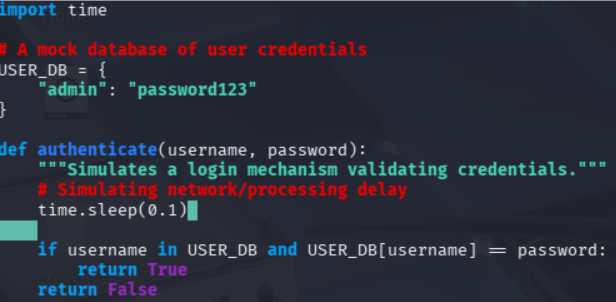 import time
# A mock database of user credentials
USER_DB = {
"admin": "password123"
}
def authenticate(username, password):
"""Simulates a login mechanism validating credentials."""
# Simulating network/processing delay
time.sleep(0.1)
if username in USER_DB and USER_DB[username] == password:
return True
return False